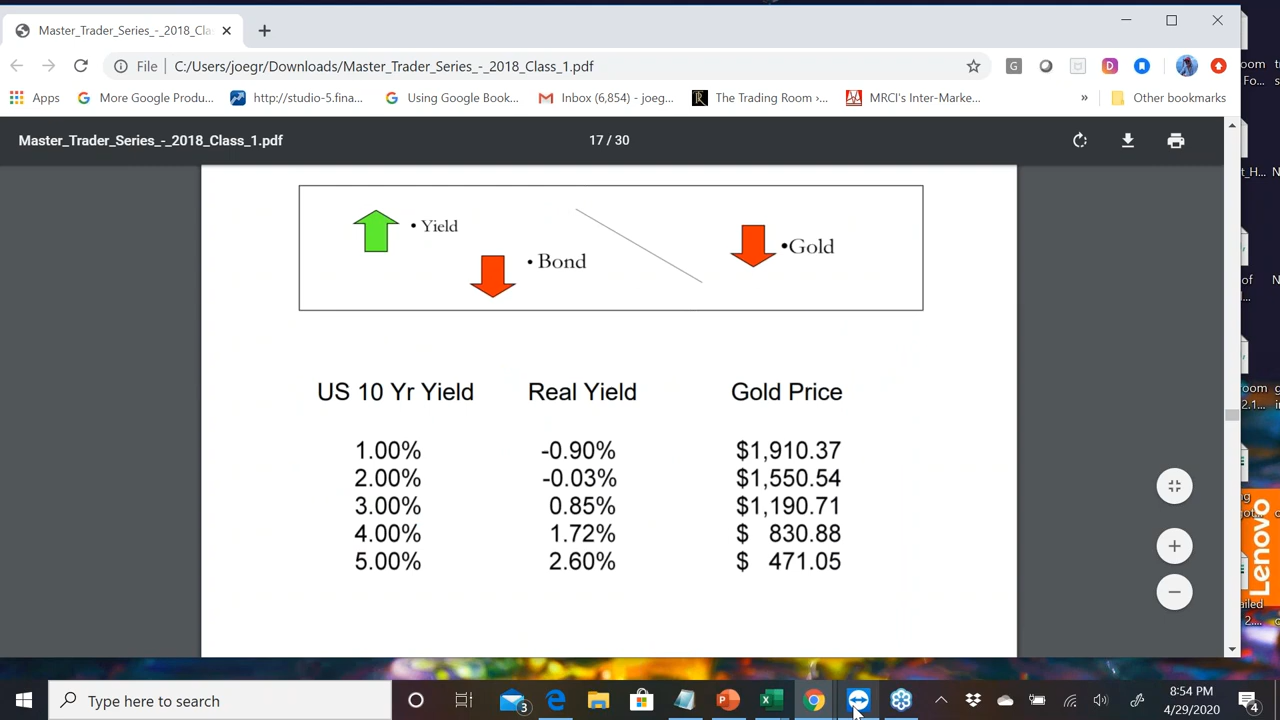 Master_Trader_Series_-_2018_Cla
File C:/Users/joegr/Downloads/Master_Trader_Series_-_2018_Class_1.pdf
G D
Apps G More Google Produ... http://studio-5.fina... G Using Google Book... Inbox (6,854) - joeg... The Trading Room ›... MRCI's Inter-Marke... » Other bookmarks
Master_Trader_Series_-_2018_Class_1.pdf 17 / 30
• Yield
•Gold
• Bond
US 10 Yr Yield Real Yield Gold Price
1.00% -0.90% $1,910.37
2.00% -0.03% $1,550.54
3.00% 0.85% $1,190.71
4.00% 1.72% $ 830.88
5.00% 2.60% $ 471.05
Lenovo
Type here to search 3 8:54 PM
4/29/2020 4